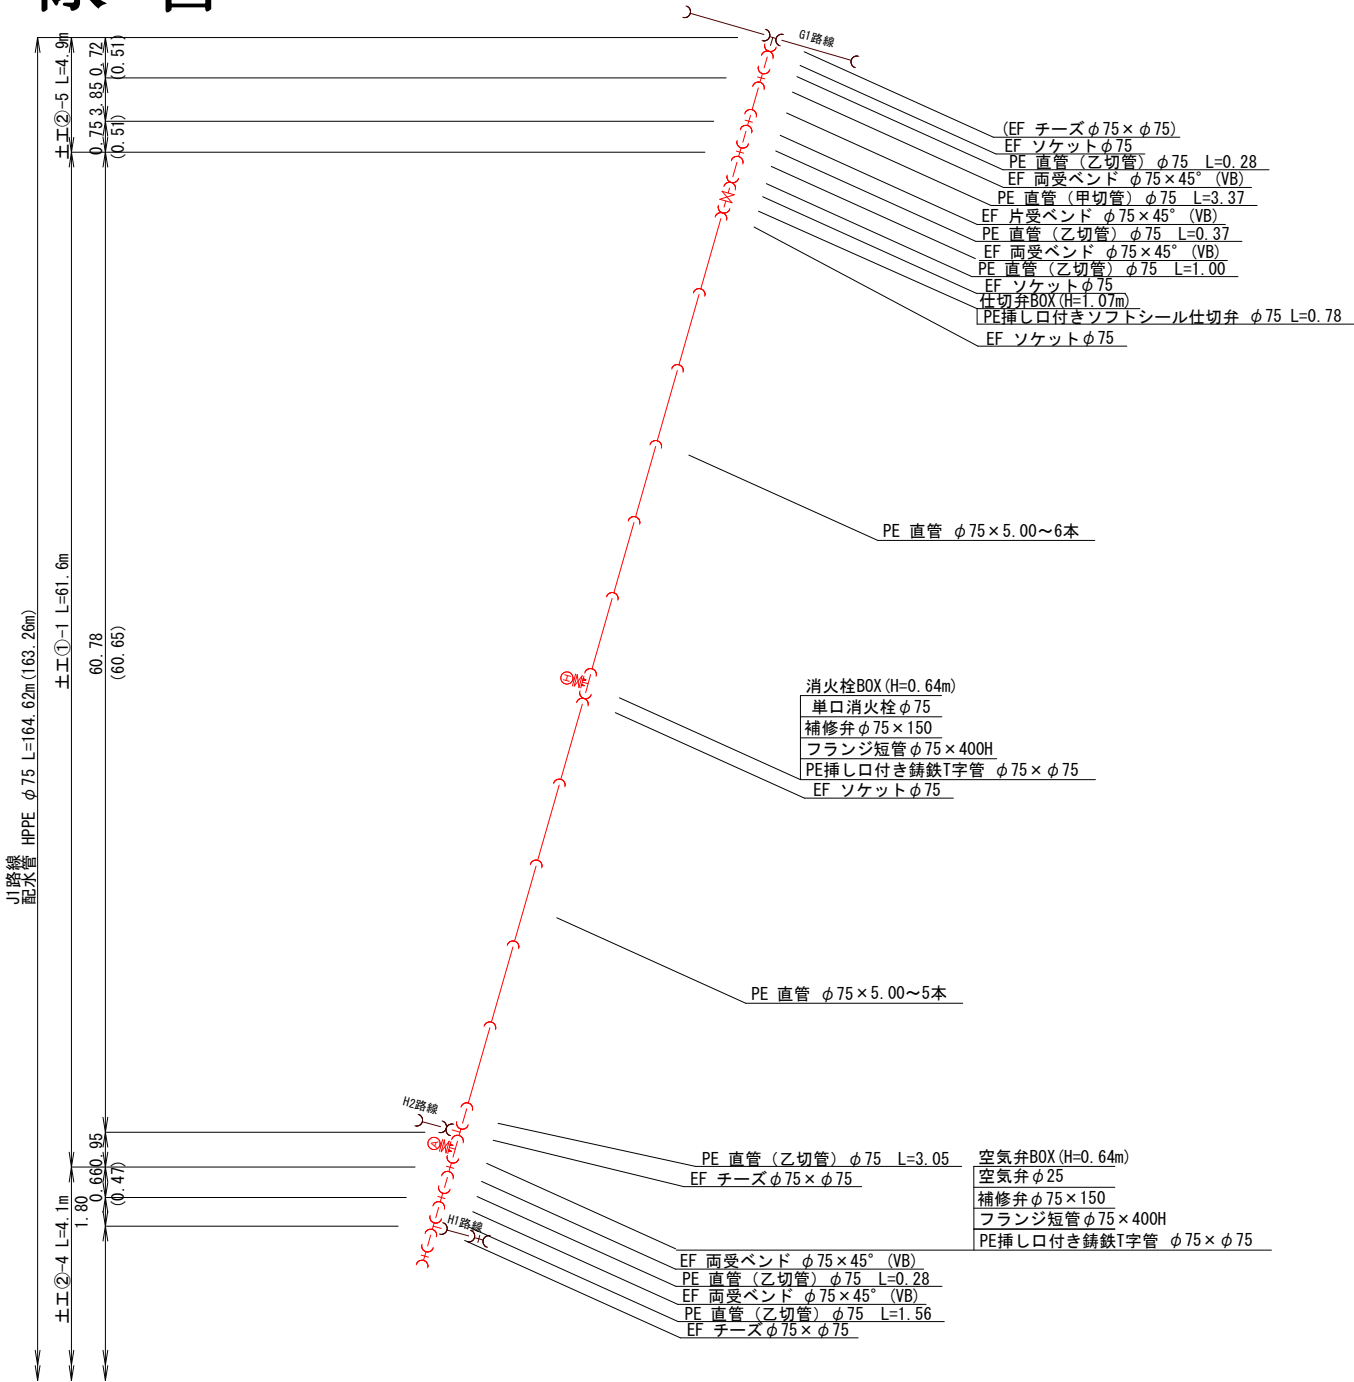 G1路線
(EF チーズφ75×φ75)
EF ソケットφ75
PE 直管（乙切管）φ75 L=0.28
EF 両受ベンド φ75×45°(VB)
PE 直管（甲切管）φ75 L=3.37
EF 片受ベンド φ75×45°(VB)
PE 直管（乙切管）φ75 L=0.37
EF 両受ベンド φ75×45°(VB)
PE 直管（乙切管）φ75 L=1.00
EF ソケットφ75
仕切弁BOX(H=1.07m)
PE挿し口付きソフトシール仕切弁 φ75 L=0.78
EF ソケットφ75
PE 直管 φ75×5.00～6本
消火栓BOX(H=0.64m)
単口消火栓φ75
補修弁φ75×150
フランジ短管φ75×400H
PE挿し口付き鋳鉄T字管 φ75×φ75
EF ソケットφ75
PE 直管 φ75×5.00～5本
PE 直管（乙切管）φ75 L=3.05
EF チーズφ75×φ75
空気弁BOX(H=0.64m)
空気弁φ25
補修弁φ75×150
フランジ短管φ75×400H
PE挿し口付き鋳鉄T字管 φ75×φ75
EF 両受ベンド φ75×45°(VB)
PE 直管（乙切管）φ75 L=0.28
EF 両受ベンド φ75×45°(VB)
PE 直管（乙切管）φ75 L=1.56
EF チーズφ75×φ75
H2路線
H1路線
Ⓗ
Ⓐ
J1路線
配水管 HPPE φ75 L=164.62m(163.26m)
土工②-5 L=4.9m
土工①-1 L=61.6m
土工②-4 L=4.1m
0.72
(0.51)
3.85
0.75
(0.51)
60.78
(60.65)
0.95
0.66
(0.47)
1.80